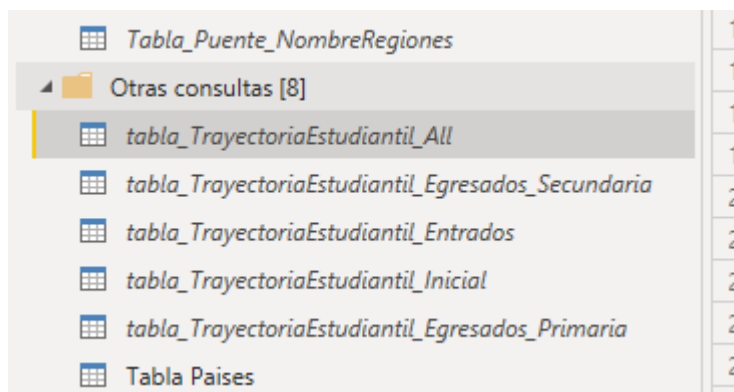 Tabla_Puente_NombreRegiones
Otras consultas [8]
tabla_TrayectoriaEstudiantil_All
tabla_TrayectoriaEstudiantil_Egresados_Secundaria
tabla_TrayectoriaEstudiantil_Entrados
tabla_TrayectoriaEstudiantil_Inicial
tabla_TrayectoriaEstudiantil_Egresados_Primaria
Tabla Paises